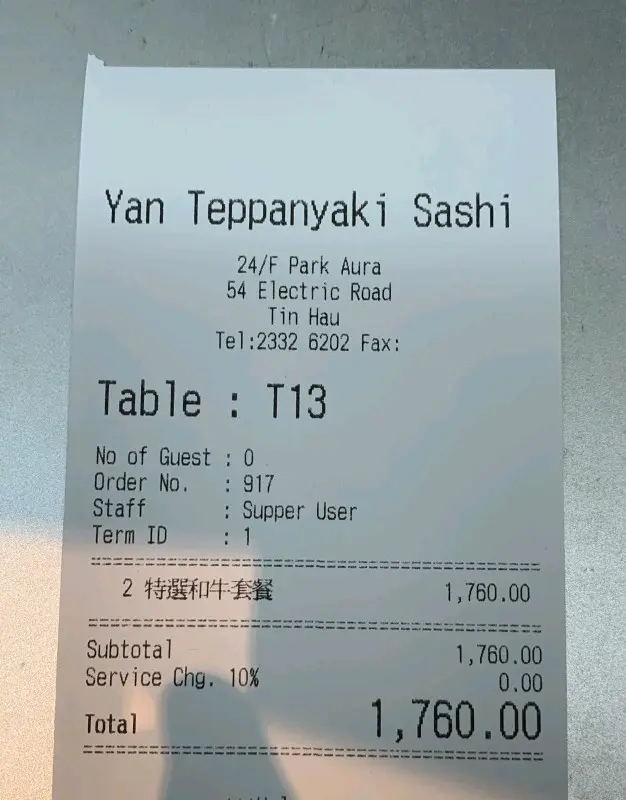 Yan Teppanyaki Sashi
24/F Park Aura
54 Electric Road
Tin Hau
Tel:2332 6202 Fax:
Table : T13
No of Guest : 0
Order No. : 917
Staff : Supper User
Term ID : 1
2 特選和牛套餐 1,760.00
Subtotal 1,760.00
Service Chg. 10% 0.00
Total 1,760.00